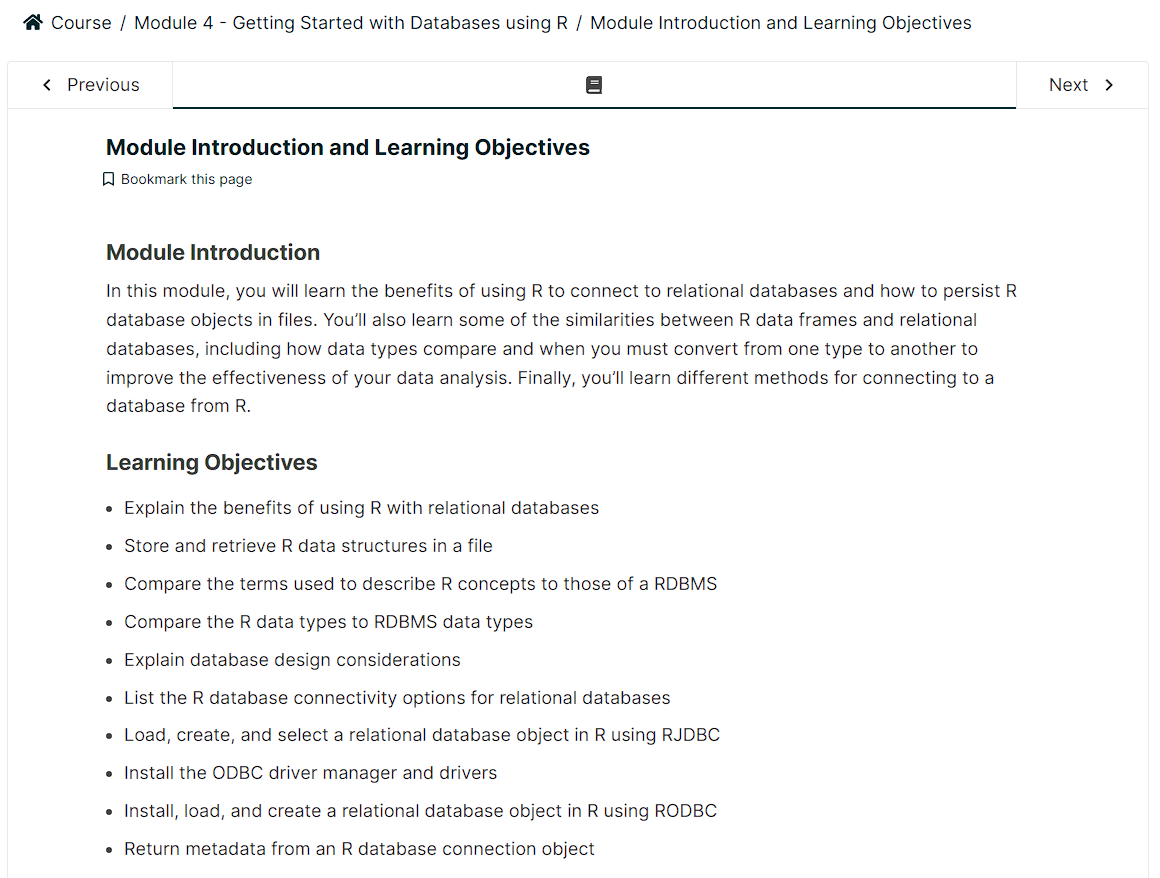 Course / Module 4 - Getting Started with Databases using R / Module Introduction and Learning Objectives
Previous
Next
Module Introduction and Learning Objectives
Bookmark this page
Module Introduction
In this module, you will learn the benefits of using R to connect to relational databases and how to persist R
database objects in files. You’ll also learn some of the similarities between R data frames and relational
databases, including how data types compare and when you must convert from one type to another to
improve the effectiveness of your data analysis. Finally, you’ll learn different methods for connecting to a
database from R.
Learning Objectives
• Explain the benefits of using R with relational databases
• Store and retrieve R data structures in a file
• Compare the terms used to describe R concepts to those of a RDBMS
• Compare the R data types to RDBMS data types
• Explain database design considerations
• List the R database connectivity options for relational databases
• Load, create, and select a relational database object in R using RJDBC
• Install the ODBC driver manager and drivers
• Install, load, and create a relational database object in R using RODBC
• Return metadata from an R database connection object